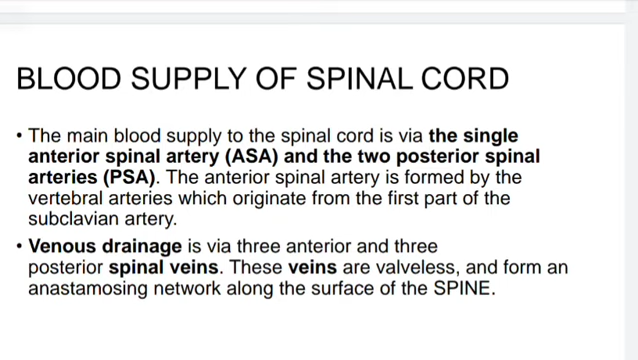 BLOOD SUPPLY OF SPINAL CORD
• The main blood supply to the spinal cord is via the single
anterior spinal artery (ASA) and the two posterior spinal
arteries (PSA). The anterior spinal artery is formed by the
vertebral arteries which originate from the first part of the
subclavian artery.
• Venous drainage is via three anterior and three
posterior spinal veins. These veins are valveless, and form an
anastamosing network along the surface of the SPINE.